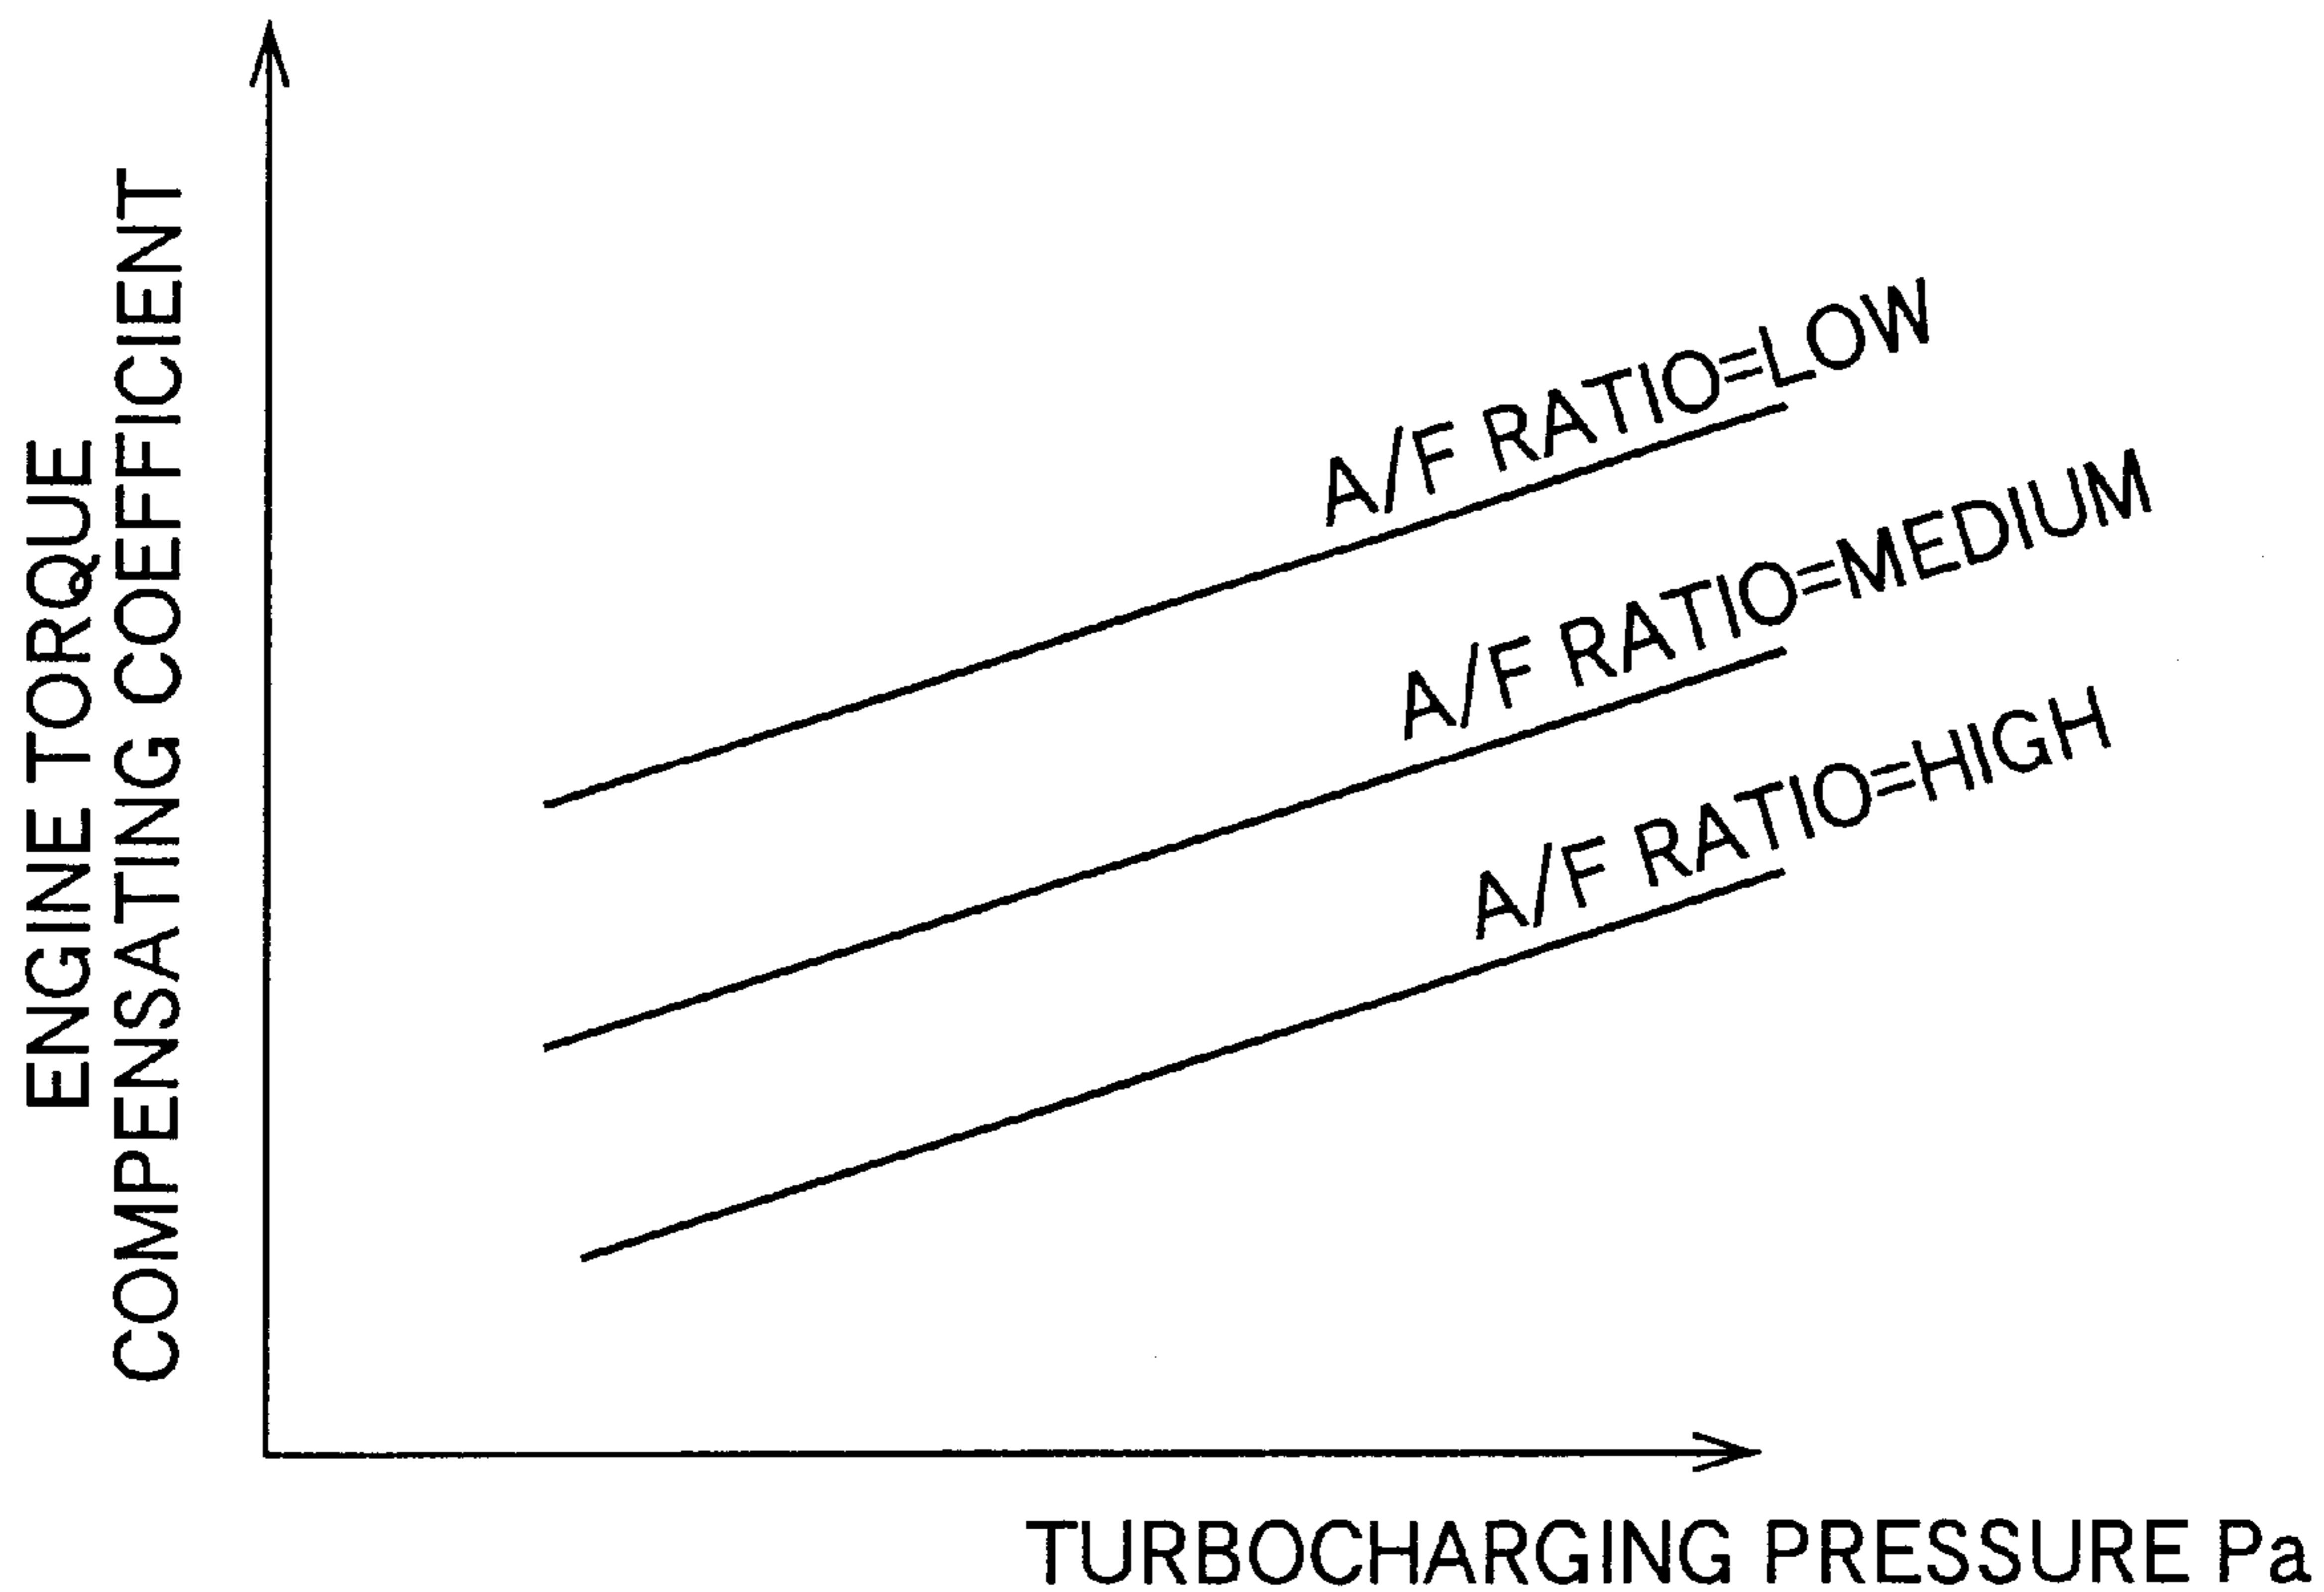 ENGINE TORQUE
COMPENSATING COEFFICIENT
A/F RATIO=LOW
A/F RATIO=MEDIUM
A/F RATIO=HIGH
TURBOCHARGING PRESSURE Pa